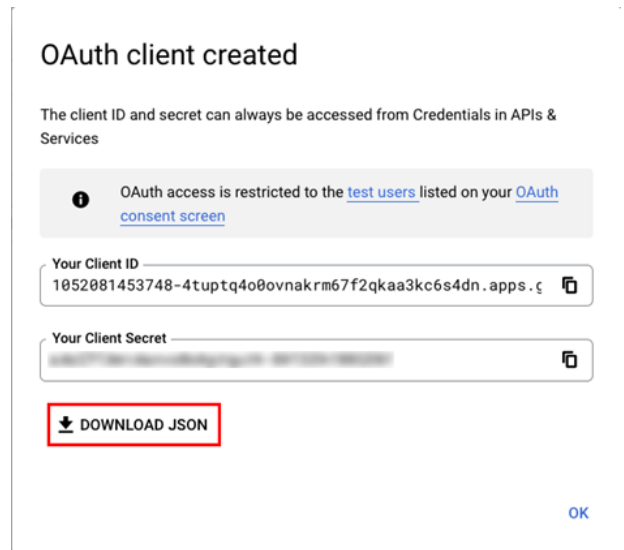 OAuth client created
The client ID and secret can always be accessed from Credentials in APIs &
Services
OAuth access is restricted to the test users listed on your OAuth
consent screen
Your Client ID
1052081453748-4tuptq4o0ovnakrm67f2qkaa3kc6s4dn.apps.g
Your Client Secret
DOWNLOAD JSON
OK